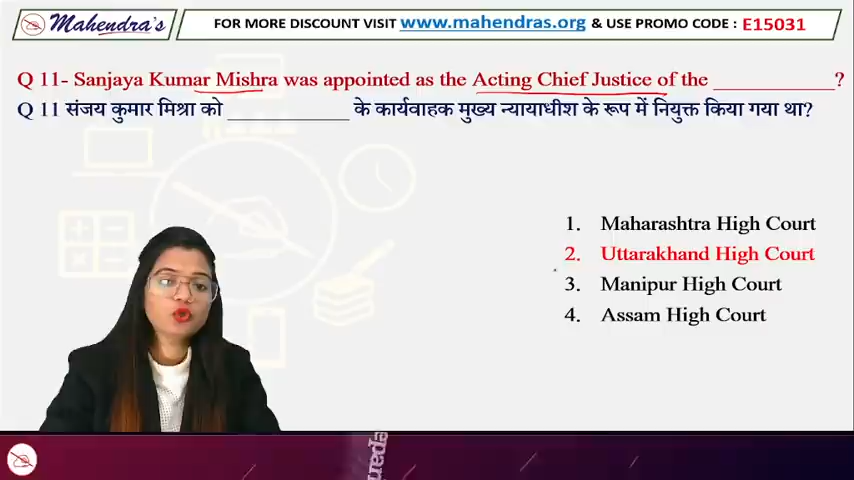 Mahendra's
FOR MORE DISCOUNT VISIT www.mahendras.org & USE PROMO CODE : E15031
Q 11- Sanjaya Kumar Mishra was appointed as the Acting Chief Justice of the ____________?
Q 11 संजय कुमार मिश्रा को ____________ के कार्यवाहक मुख्य न्यायाधीश के रूप में नियुक्त किया गया था?
1. Maharashtra High Court
2. Uttarakhand High Court
3. Manipur High Court
4. Assam High Court